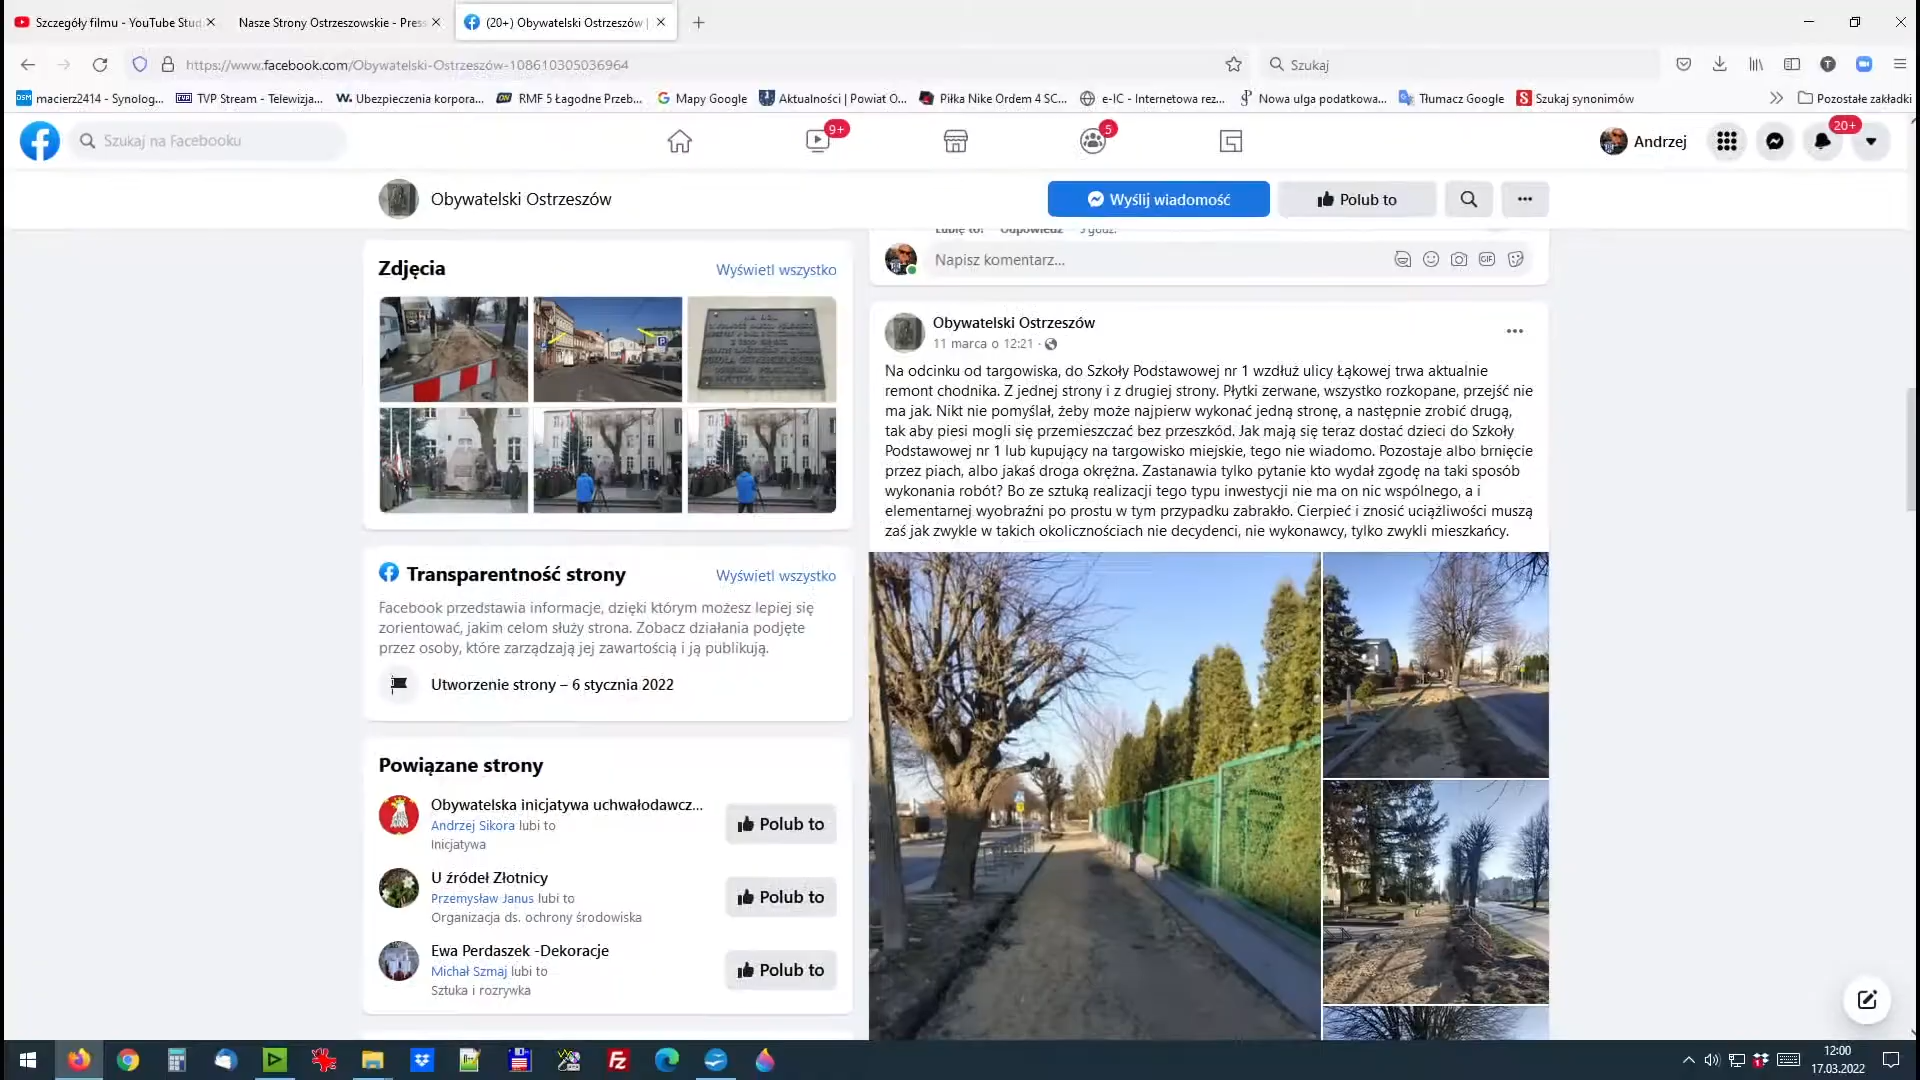 Szczegóły filmu - YouTube Stud
Nasze Strony Ostrzeszowskie - Press
(20+) Obywatelski Ostrzeszów |
https://www.facebook.com/Obywatelski-Ostrzeszów-108610305036964
Szukaj
macierz2414 - Synolog...
TVP Stream - Telewizja...
Ubezpieczenia korpora...
RMF 5 Łagodne Przeb...
Mapy Google
Aktualności | Powiat O...
Piłka Nike Ordem 4 SC...
e-IC - Internetowa rez...
Nowa ulga podatkowa...
Tłumacz Google
Szukaj synonimów
Pozostałe zakładki
Szukaj na Facebooku
9+
5
Andrzej
20+
Obywatelski Ostrzeszów
Wyślij wiadomość
Polub to
Zdjęcia
Wyświetl wszystko
Transparentność strony
Wyświetl wszystko
Facebook przedstawia informacje, dzięki którym możesz lepiej się
zorientować, jakim celom służy strona. Zobacz działania podjęte
przez osoby, które zarządzają jej zawartością i ją publikują.
Utworzenie strony – 6 stycznia 2022
Powiązane strony
Obywatelska inicjatywa uchwałodawcz...
Andrzej Sikora lubi to
Inicjatywa
Polub to
U źródeł Złotnicy
Przemysław Janus lubi to
Organizacja ds. ochrony środowiska
Polub to
Ewa Perdaszek -Dekoracje
Michał Szmaj lubi to
Sztuka i rozrywka
Polub to
Lubię to! Odpowiedz 5 godz.
Napisz komentarz...
GIF
Obywatelski Ostrzeszów
11 marca o 12:21 ·
Na odcinku od targowiska, do Szkoły Podstawowej nr 1 wzdłuż ulicy Łąkowej trwa aktualnie
remont chodnika. Z jednej strony i z drugiej strony. Płytki zerwane, wszystko rozkopane, przejść nie
ma jak. Nikt nie pomyślał, żeby może najpierw wykonać jedną stronę, a następnie zrobić drugą,
tak aby piesi mogli się przemieszczać bez przeszkód. Jak mają się teraz dostać dzieci do Szkoły
Podstawowej nr 1 lub kupujący na targowisko miejskie, tego nie wiadomo. Pozostaje albo brnięcie
przez piach, albo jakaś droga okrężna. Zastanawia tylko pytanie kto wydał zgodę na taki sposób
wykonania robót? Bo ze sztuką realizacji tego typu inwestycji nie ma on nic wspólnego, a i
elementarnej wyobraźni po prostu w tym przypadku zabrakło. Cierpieć i znosić uciążliwości muszą
zaś jak zwykle w takich okolicznościach nie decydenci, nie wykonawcy, tylko zwykli mieszkańcy.
12:00
17.03.2022